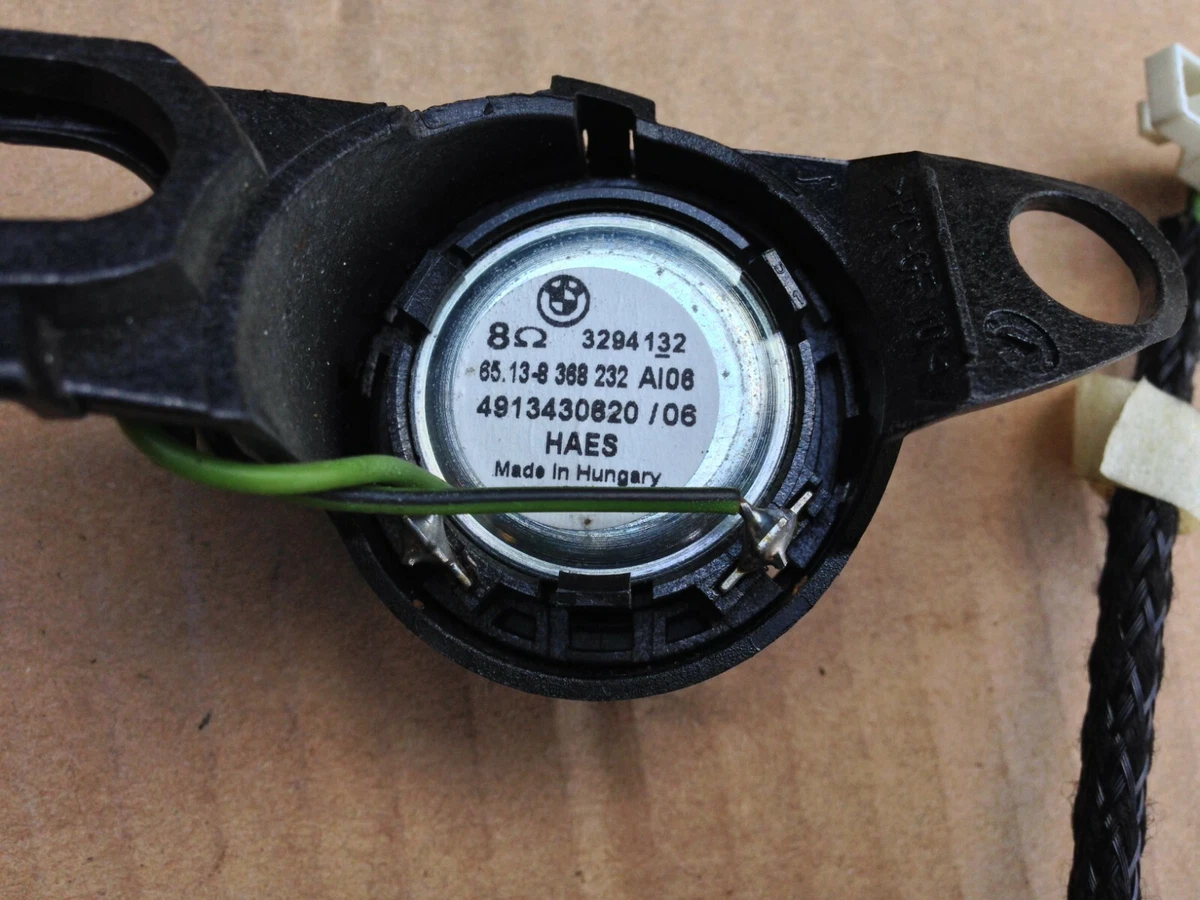 8Ω 3294132
65.13-8 368 232 AI06
4913430620 /06
HAES
Made in Hungary